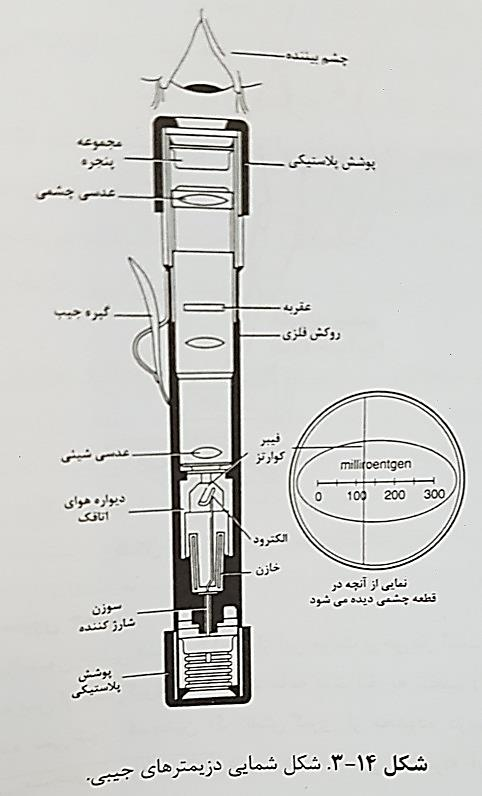 چشم بیننده
مجموعه
پنجره
پوشش پلاستیکی
عدسی چشمی
عقربه
گیره جیب
روکش فلزی
فیبر
کوارتز
عدسی شیئی
milliroentgen
0 100 200 300
دیواره هوای
اتاقک
الکترود
خازن
نمایی از آنچه در
قطعه چشمی دیده می شود
سوزن
شارژ کننده
پوشش
پلاستیکی
شکل ۱۴-۳. شکل شمایی دزیمترهای جیبی.